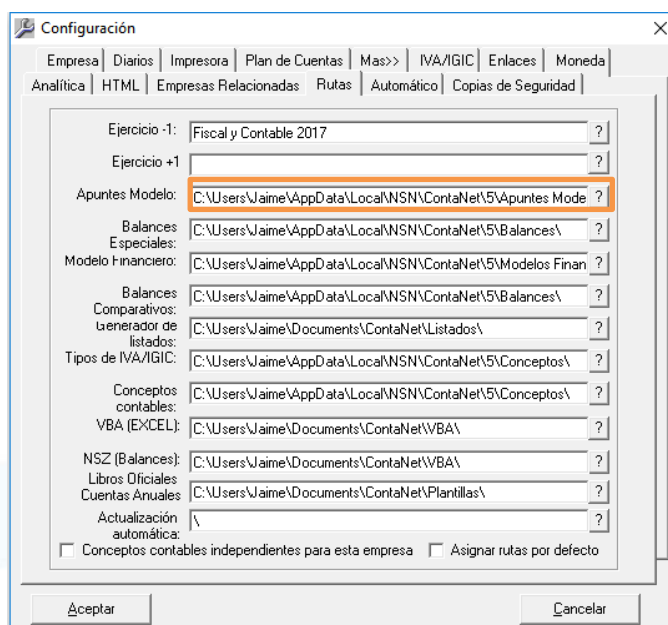 Configuración
Empresa Diarios Impresora Plan de Cuentas Mas>> IVA/IGIC Enlaces Moneda
Analítica HTML Empresas Relacionadas Rutas Automático Copias de Seguridad
Ejercicio -1: Fiscal y Contable 2017 ?
Ejercicio +1 ?
Apuntes Modelo: C:\Users\Jaime\AppData\Local\NSN\ContaNet\5\Apuntes Mode ?
Balances
Especiales: C:\Users\Jaime\AppData\Local\NSN\ContaNet\5\Balances\ ?
Modelo Financiero: C:\Users\Jaime\AppData\Local\NSN\ContaNet\5\Modelos Finan ?
Balances
Comparativos: C:\Users\Jaime\AppData\Local\NSN\ContaNet\5\Balances\ ?
Generador de
listados: C:\Users\Jaime\Documents\ContaNet\Listados\ ?
Tipos de IVA/IGIC: C:\Users\Jaime\AppData\Local\NSN\ContaNet\5\Conceptos\ ?
Conceptos
contables: C:\Users\Jaime\AppData\Local\NSN\ContaNet\5\Conceptos\ ?
VBA (EXCEL): C:\Users\Jaime\Documents\ContaNet\VBA\ ?
NSZ (Balances): C:\Users\Jaime\Documents\ContaNet\VBA\ ?
Libros Oficiales
Cuentas Anuales C:\Users\Jaime\Documents\ContaNet\Plantillas\ ?
Actualización
automática: \ ?
Conceptos contables independientes para esta empresa Asignar rutas por defecto
Aceptar Cancelar